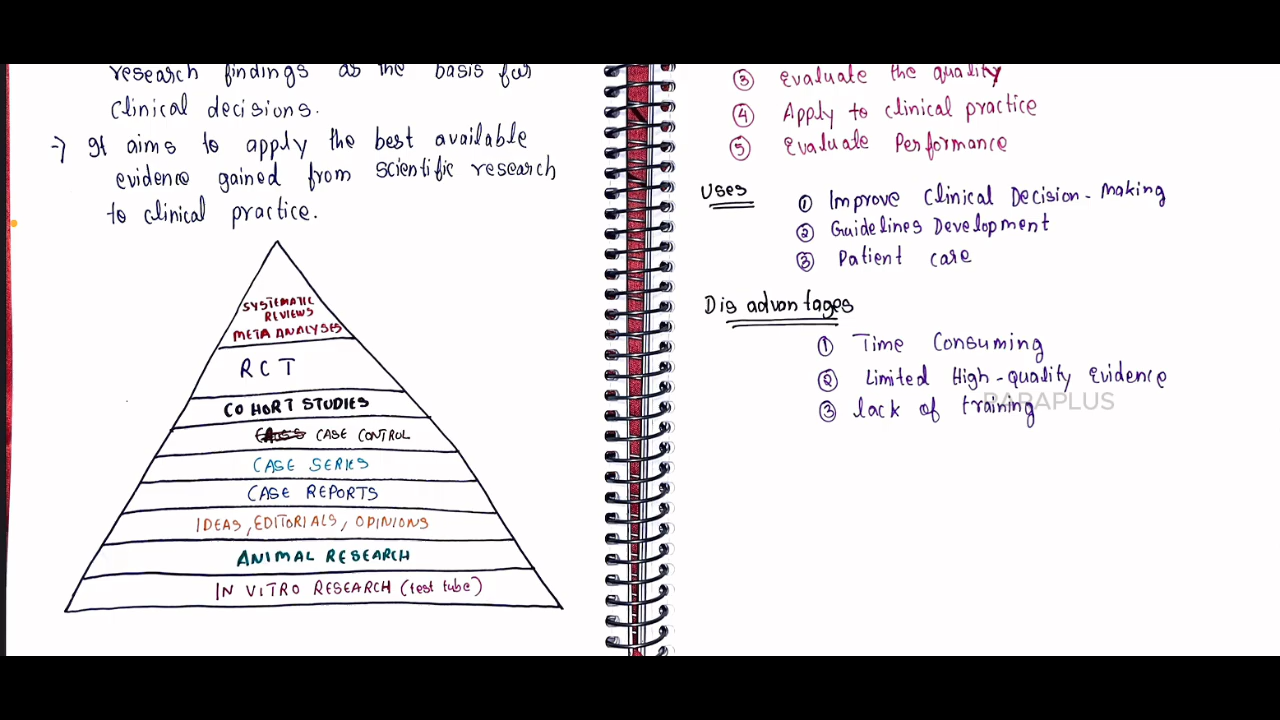 research findings as the basis for
clinical decisions.
→ It aims to apply the best available
evidence gained from scientific research
to clinical practice.
SYSTEMATIC
REVIEWS
META ANALYSES
RCT
COHORT STUDIES
CASE CONTROL
CASE SERIES
CASE REPORTS
IDEAS, EDITORIALS, OPINIONS
ANIMAL RESEARCH
IN VITRO RESEARCH (test tube)
③ Evaluate the quality
④ Apply to clinical practice
⑤ Evaluate Performance
Uses
① Improve Clinical Decision-Making
② Guidelines Development
③ Patient care
Disadvantages
① Time Consuming
② Limited High-quality Evidence
③ lack of training
PARAPLUS